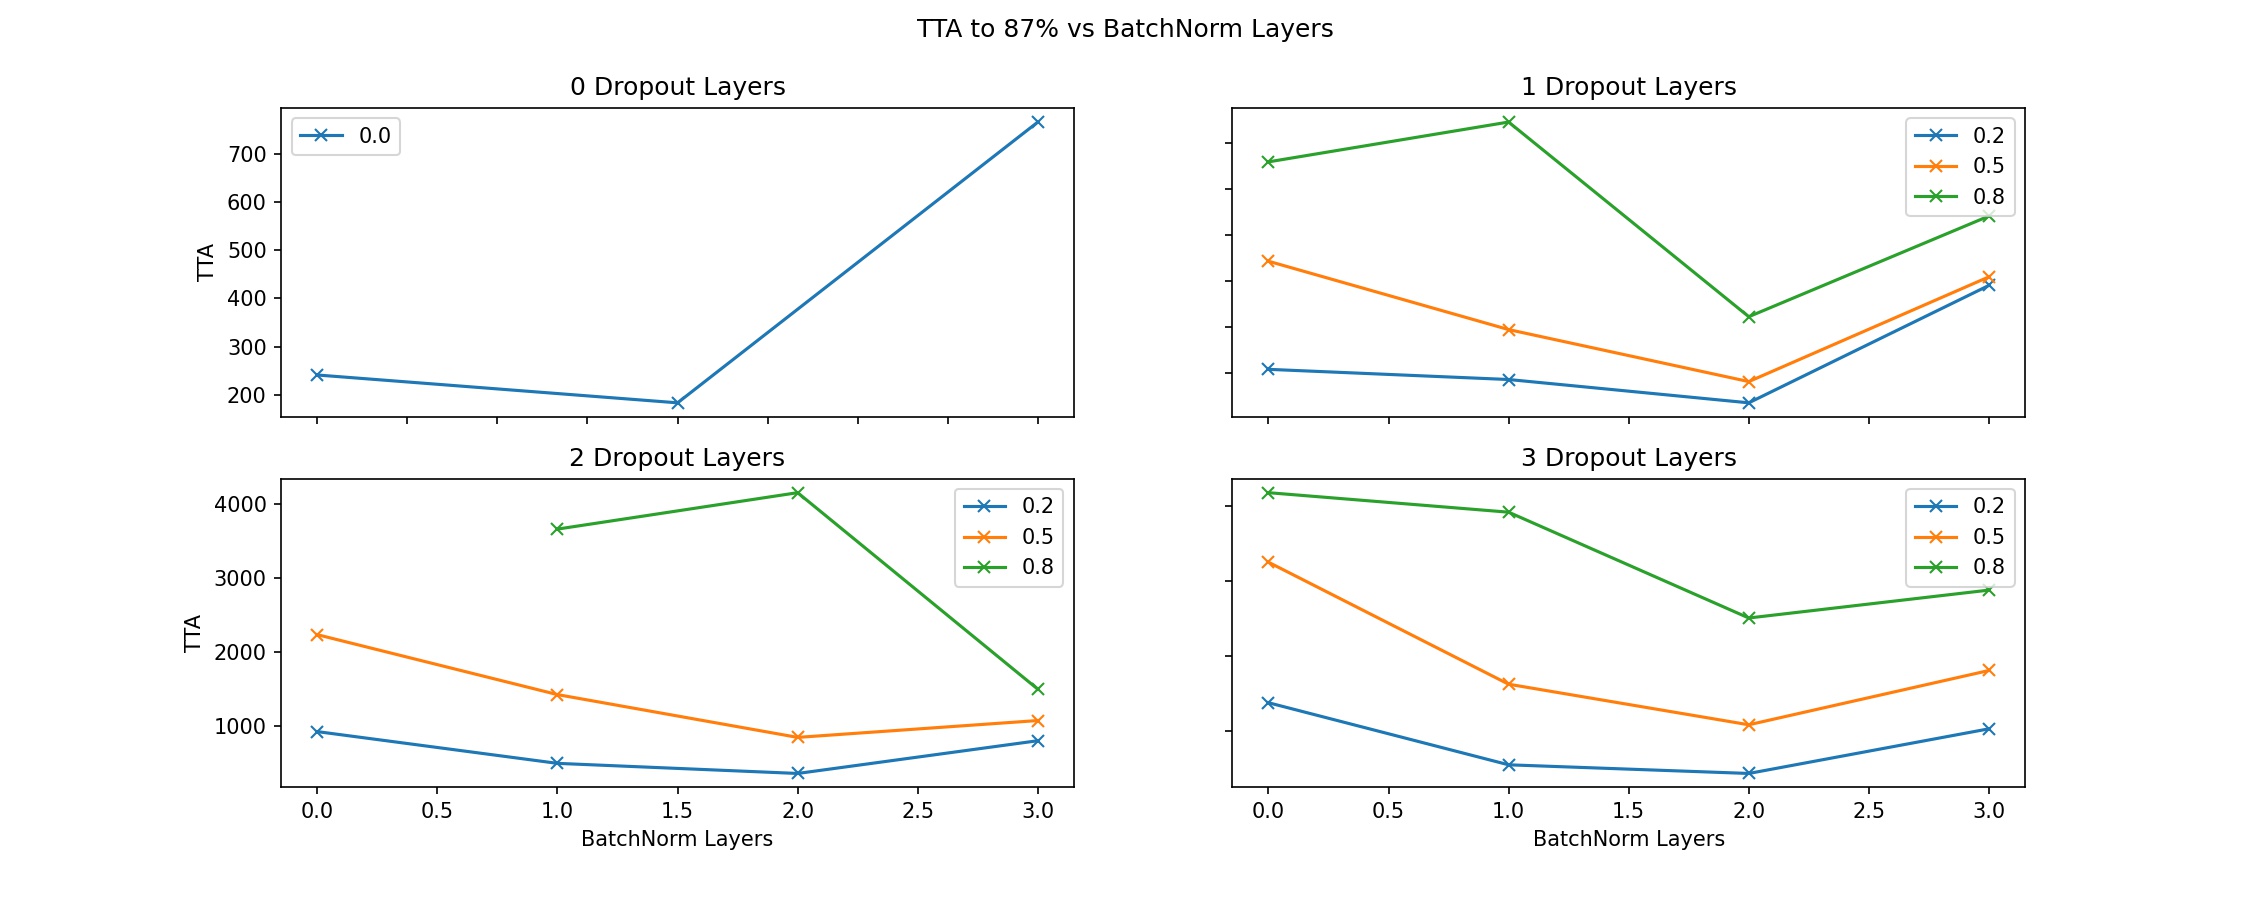 TTA to 87% vs BatchNorm Layers
0 Dropout Layers
0.0
700
600
500
400
300
200
TTA
1 Dropout Layers
0.2
0.5
0.8
2 Dropout Layers
0.2
0.5
0.8
4000
3000
2000
1000
TTA
0.0 0.5 1.0 1.5 2.0 2.5 3.0
BatchNorm Layers
3 Dropout Layers
0.2
0.5
0.8
0.0 0.5 1.0 1.5 2.0 2.5 3.0
BatchNorm Layers